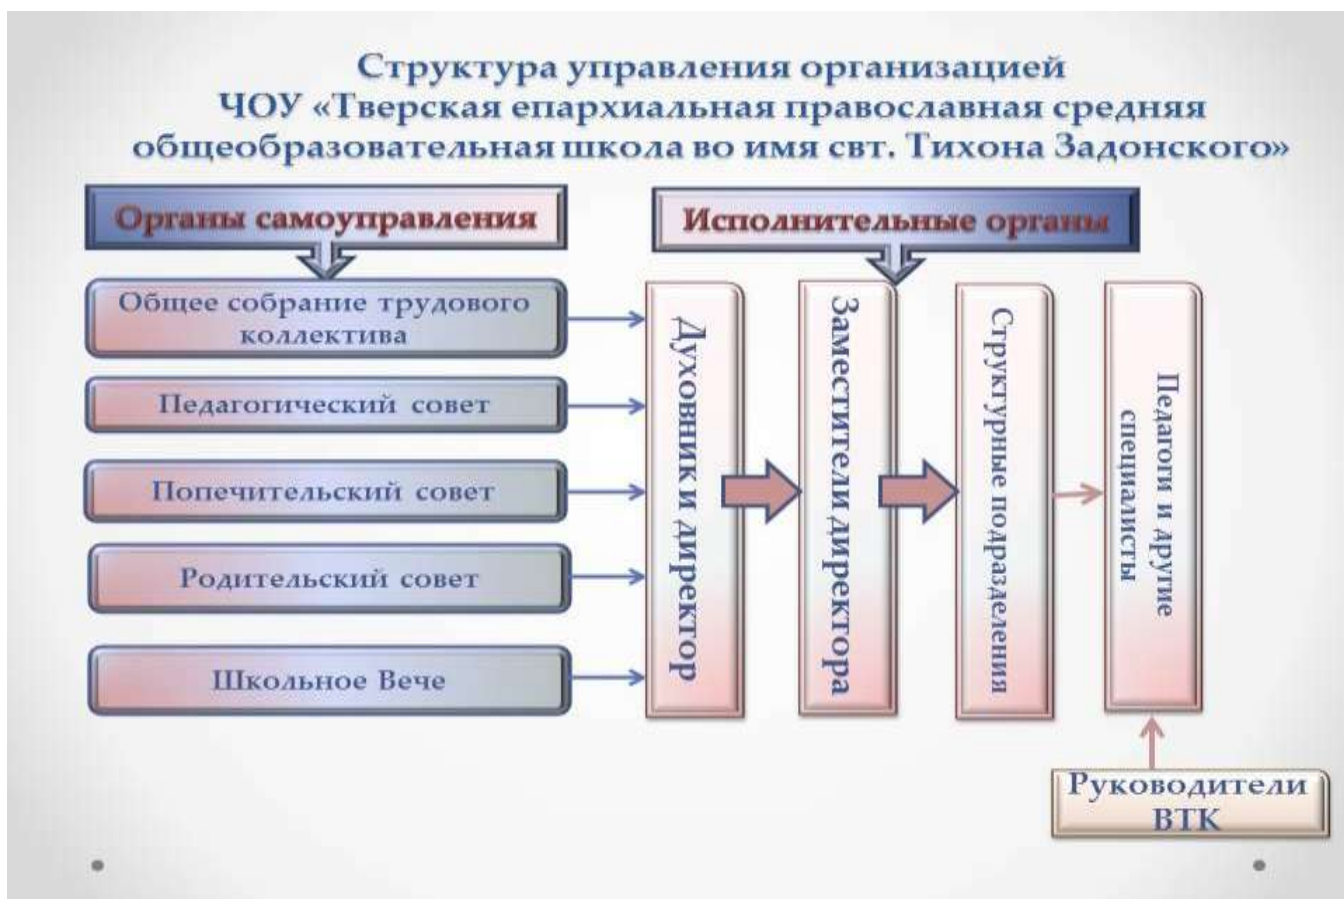 Структура управления организацией
ЧОУ «Тверская епархиальная православная средняя
общеобразовательная школа во имя свт. Тихона Задонского»
Органы самоуправления
Исполнительные органы
Общее собрание трудового
коллектива
Педагогический совет
Попечительский совет
Родительский совет
Школьное Вече
Духовник и директор
Заместители директора
Структурные подразделения
Педагоги и другие
специалисты
Руководители
ВТК